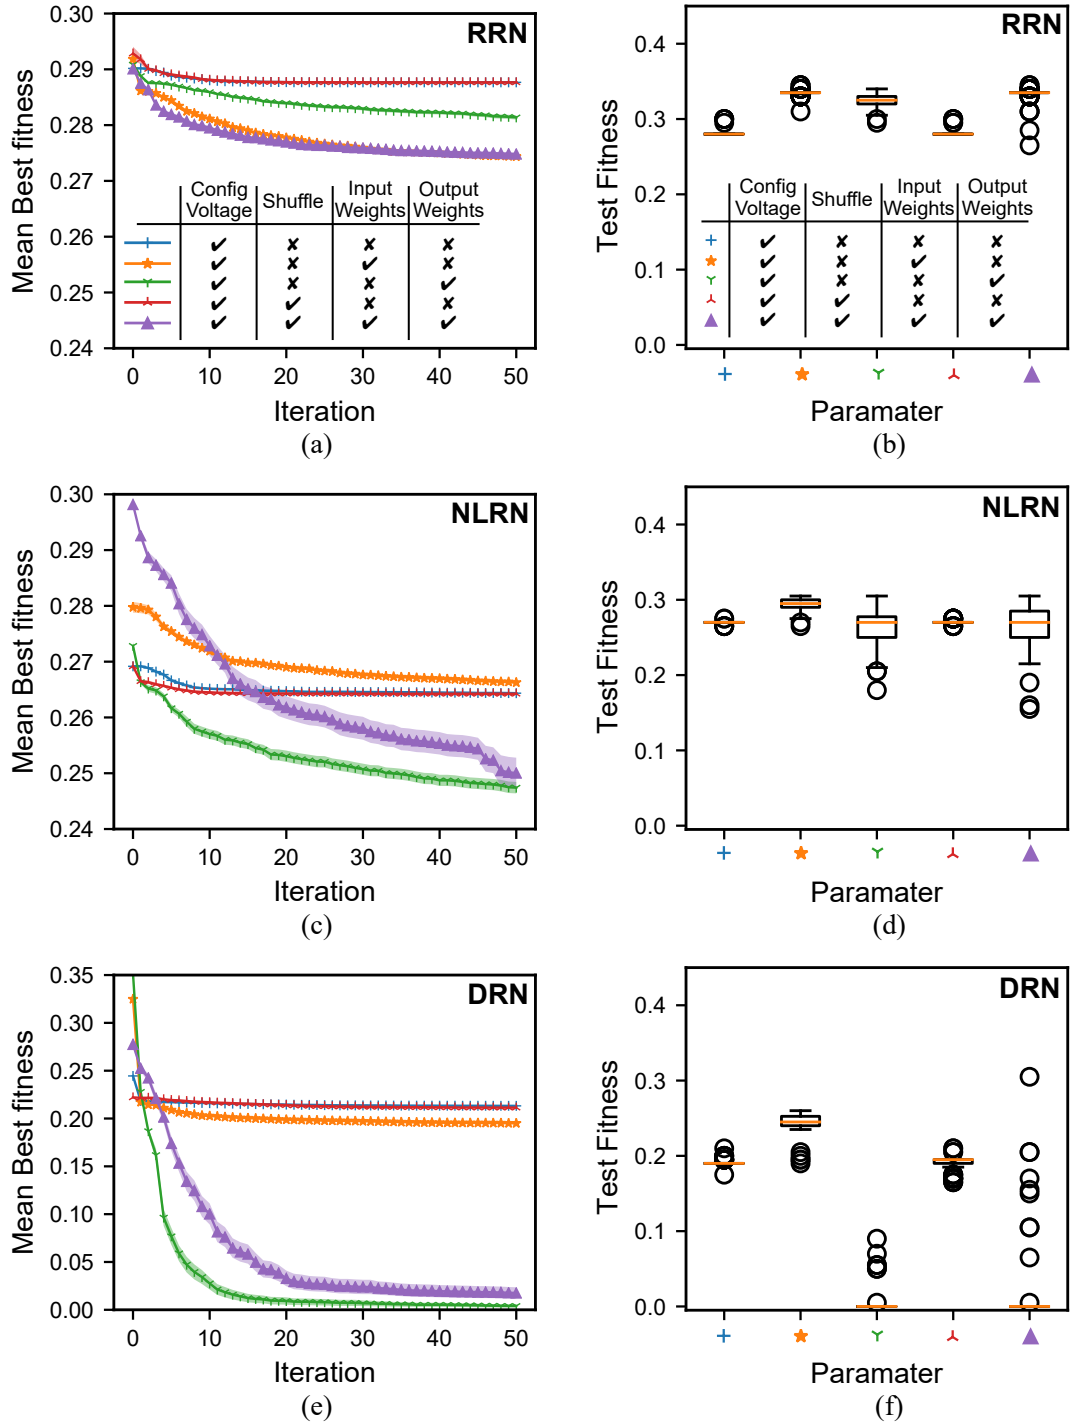 RRN
Mean Best fitness
0.30
0.29
0.28
0.27
0.26
0.25
0.24
Config Voltage Shuffle Input Weights Output Weights
✔ ✘ ✘ ✘
✔ ✘ ✔ ✘
✔ ✘ ✘ ✔
✔ ✔ ✘ ✘
✔ ✔ ✔ ✔
0 10 20 30 40 50
Iteration
(a)
RRN
Test Fitness
0.4
0.3
0.2
0.1
0.0
Config Voltage Shuffle Input Weights Output Weights
✔ ✘ ✘ ✘
✔ ✘ ✔ ✘
✔ ✘ ✘ ✔
✔ ✔ ✘ ✘
✔ ✔ ✔ ✔
Paramater
(b)
NLRN
Mean Best fitness
0.30
0.29
0.28
0.27
0.26
0.25
0.24
0 10 20 30 40 50
Iteration
(c)
NLRN
Test Fitness
0.4
0.3
0.2
0.1
0.0
Paramater
(d)
DRN
Mean Best fitness
0.35
0.30
0.25
0.20
0.15
0.10
0.05
0.00
0 10 20 30 40 50
Iteration
(e)
DRN
Test Fitness
0.4
0.3
0.2
0.1
0.0
Paramater
(f)